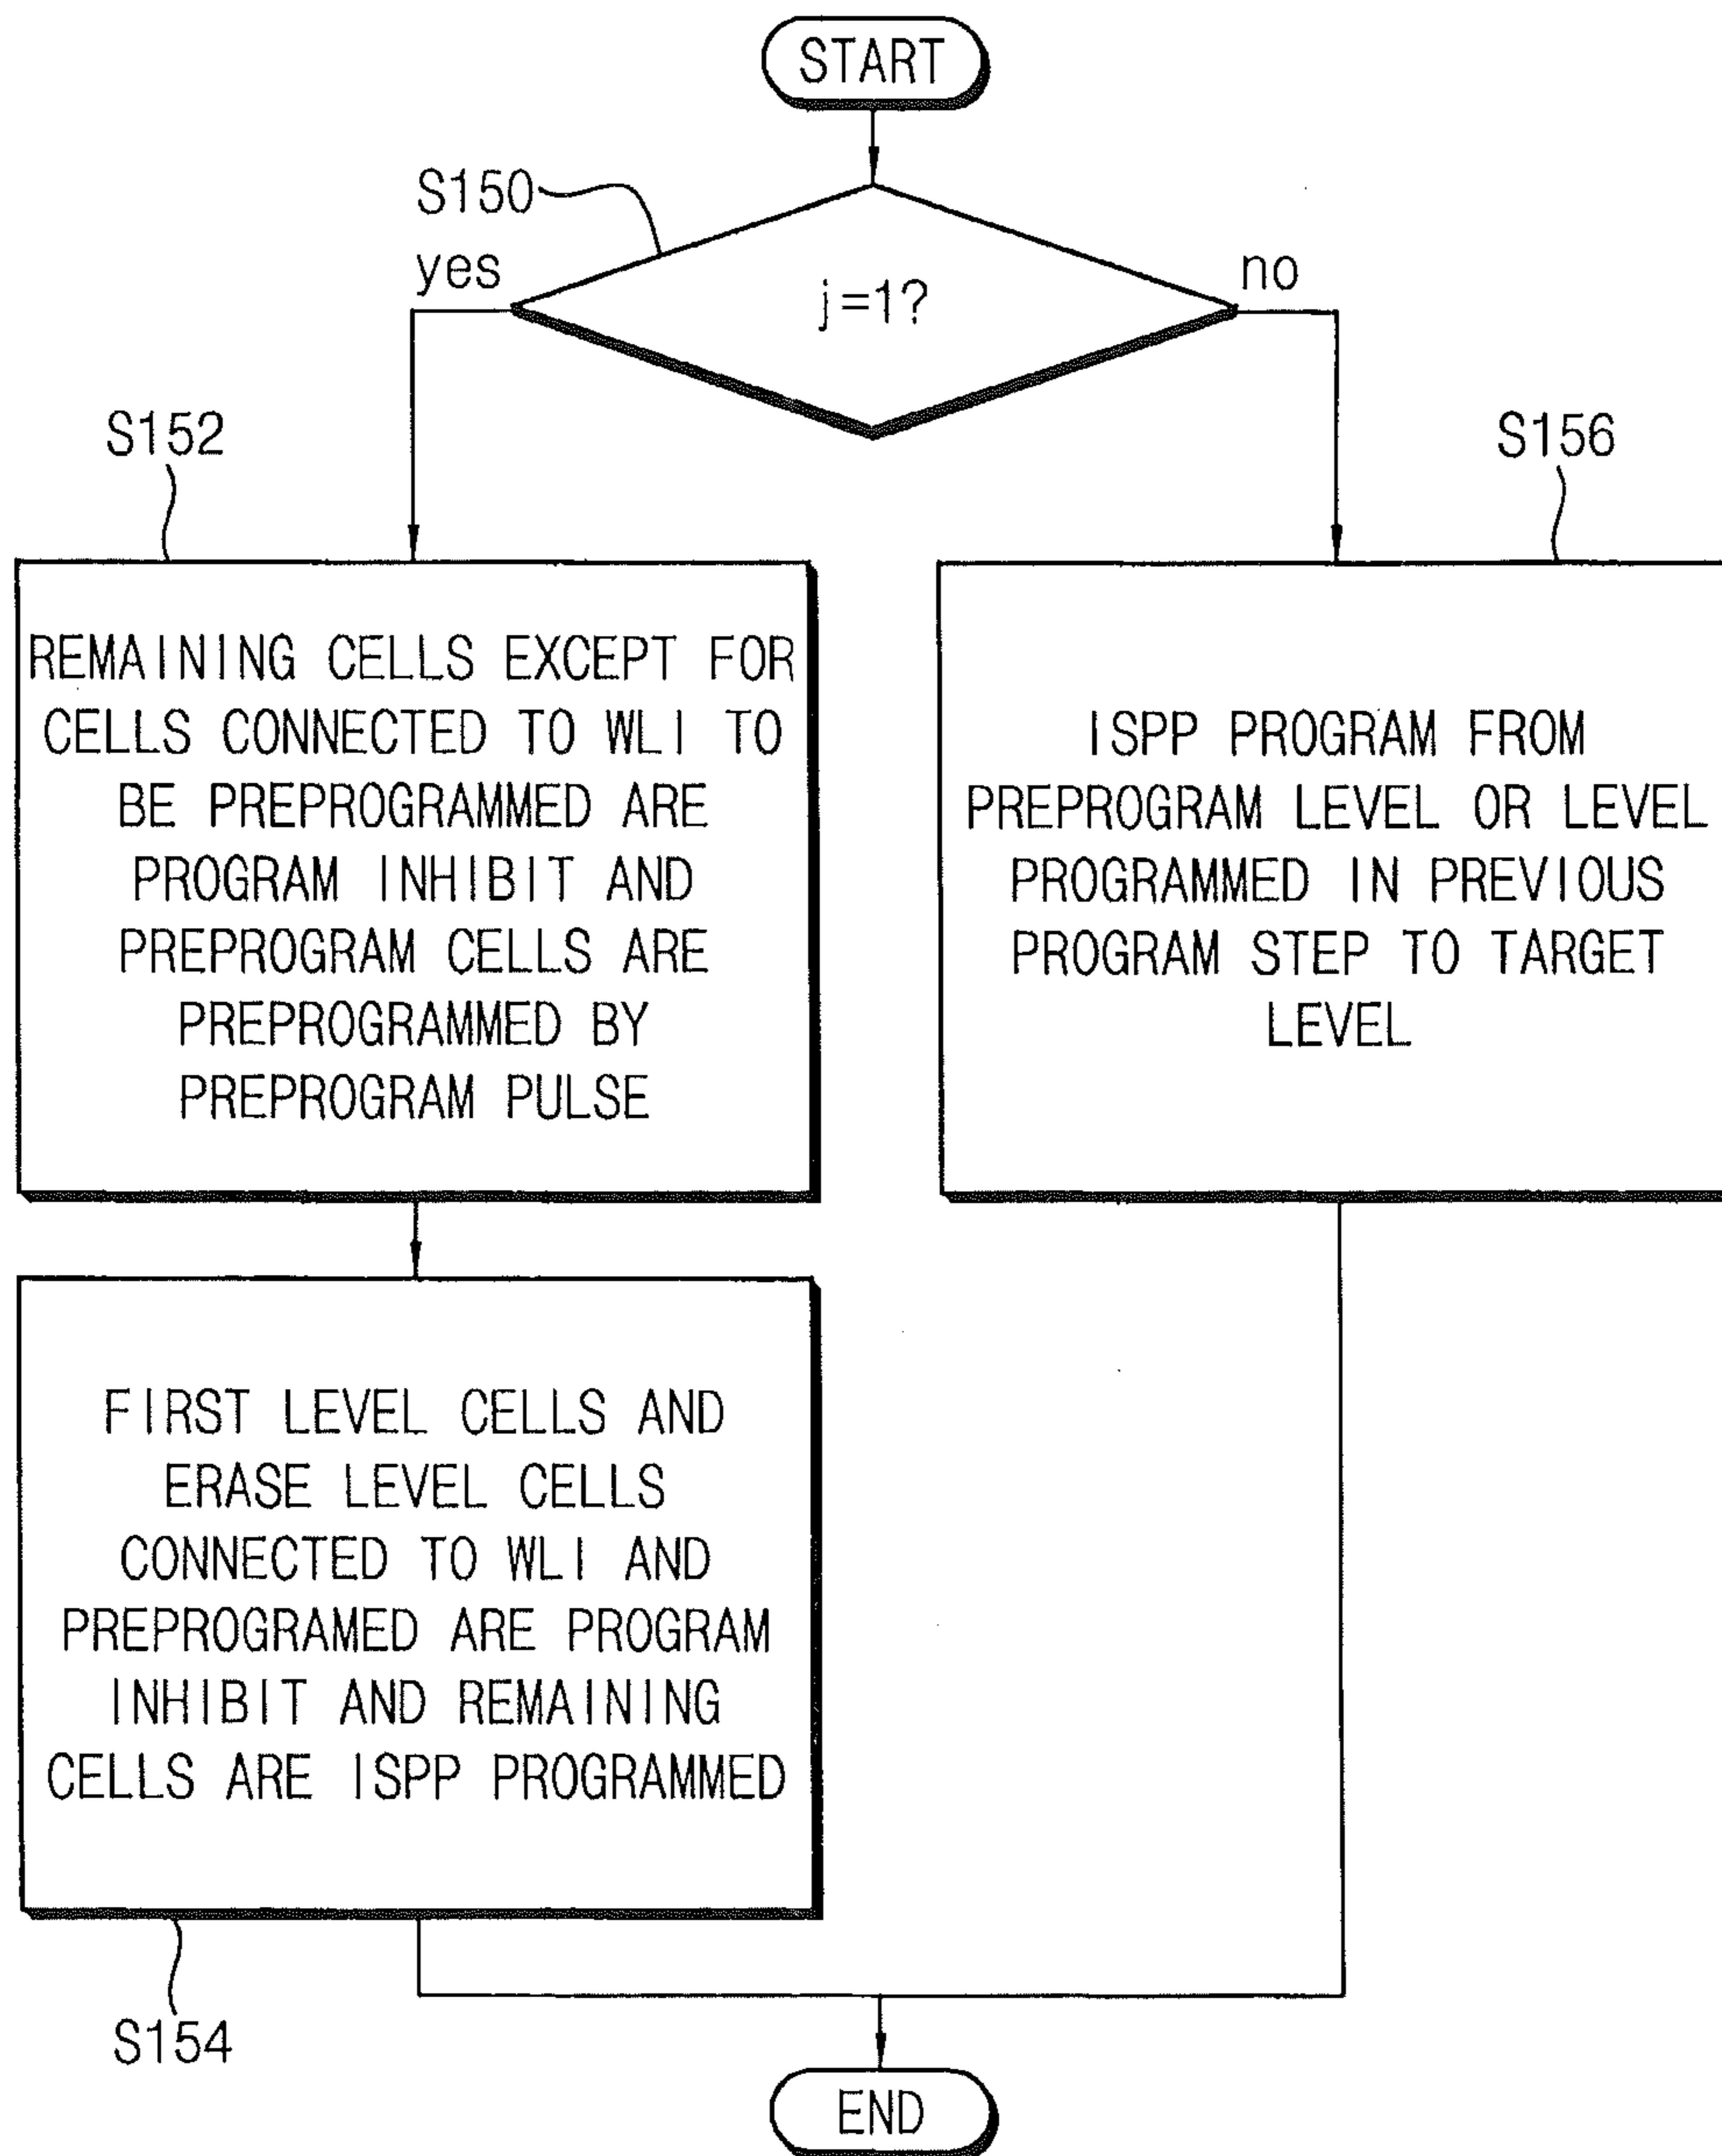 START
S150
yes
j=1?
no
S152
S156
REMAINING CELLS EXCEPT FOR
CELLS CONNECTED TO WLI TO
BE PREPROGRAMMED ARE
PROGRAM INHIBIT AND
PREPROGRAM CELLS ARE
PREPROGRAMMED BY
PREPROGRAM PULSE
ISPP PROGRAM FROM
PREPROGRAM LEVEL OR LEVEL
PROGRAMMED IN PREVIOUS
PROGRAM STEP TO TARGET
LEVEL
FIRST LEVEL CELLS AND
ERASE LEVEL CELLS
CONNECTED TO WLI AND
PREPROGRAMED ARE PROGRAM
INHIBIT AND REMAINING
CELLS ARE ISPP PROGRAMMED
S154
END